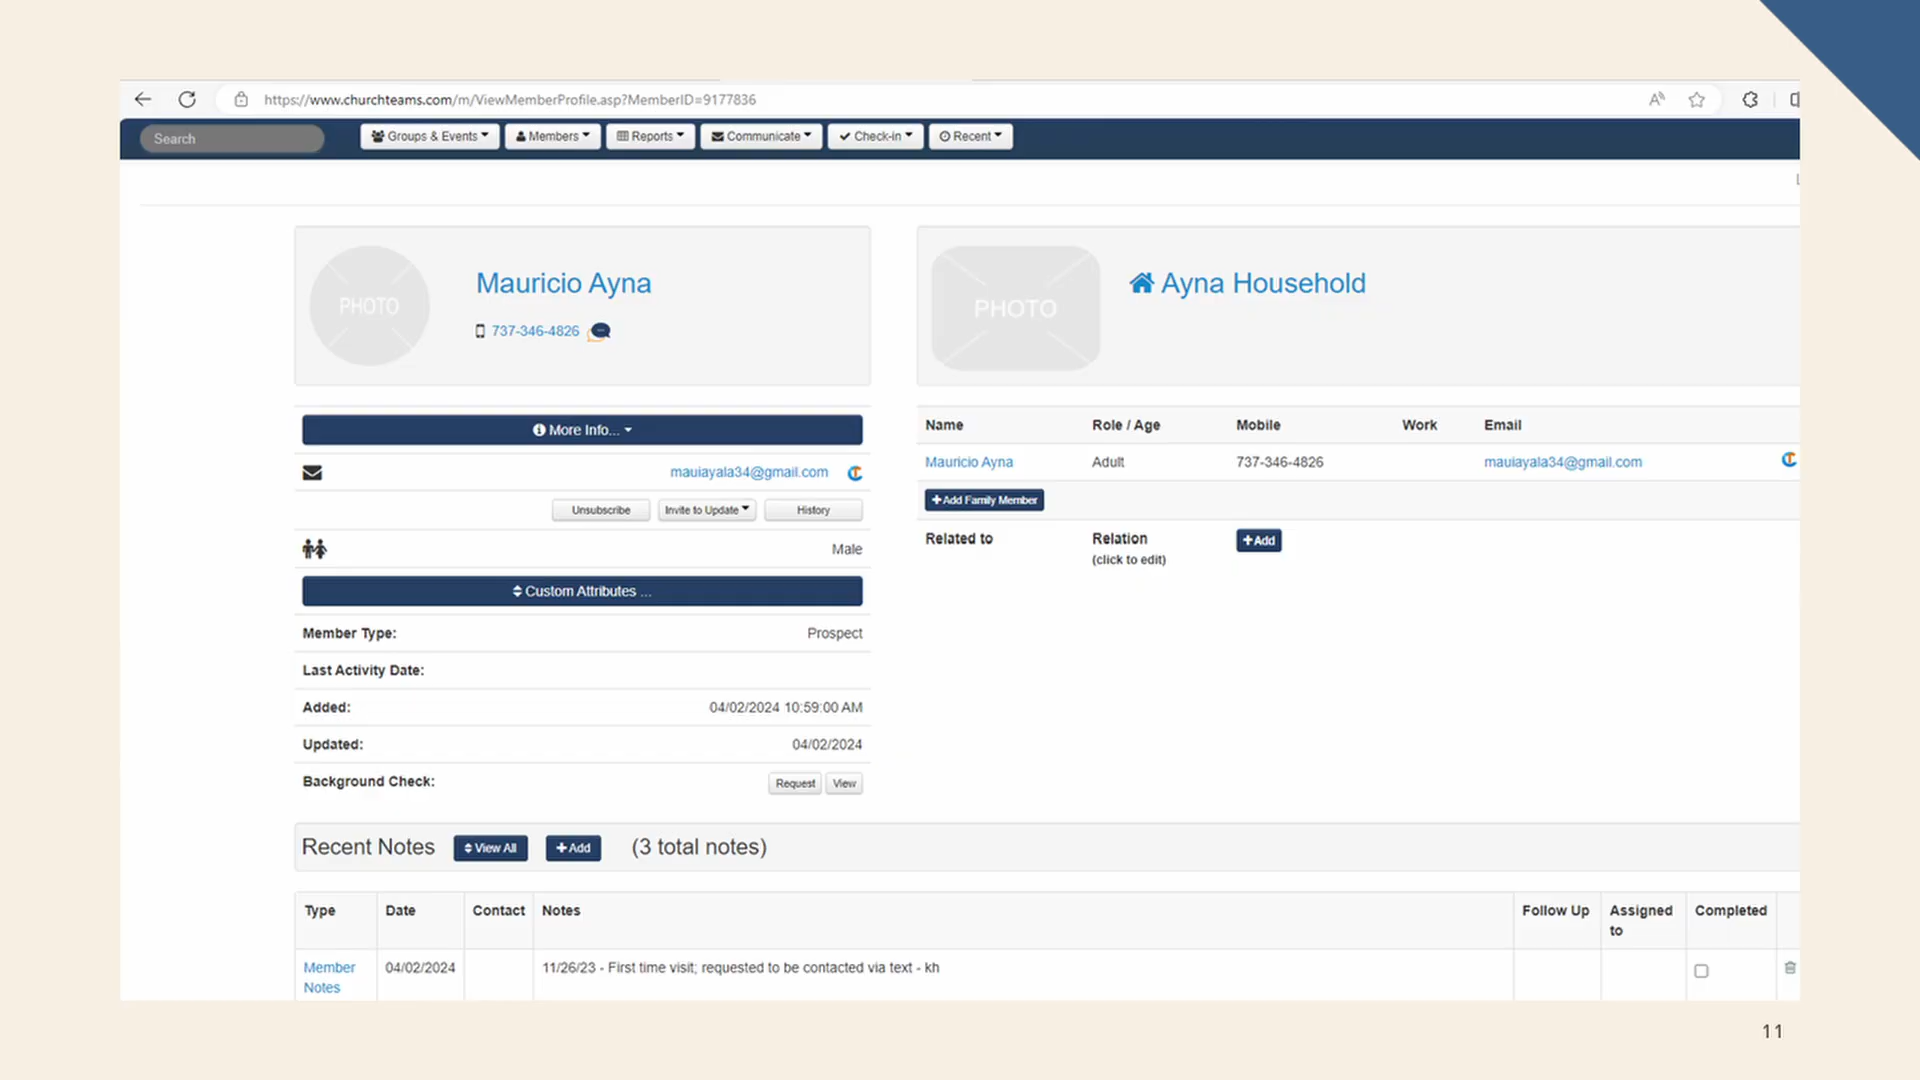 https://www.churchteams.com/m/ViewMemberProfile.asp?MemberID=9177836
Search
Groups & Events
Members
Reports
Communicate
Check-in
Recent
PHOTO
Mauricio Ayna
737-346-4826
PHOTO
Ayna Household
More Info...
mauiayala34@gmail.com
Unsubscribe
Invite to Update
History
Male
Custom Attributes ...
Member Type: Prospect
Last Activity Date:
Added: 04/02/2024 10:59:00 AM
Updated: 04/02/2024
Background Check: Request View
Name Role / Age Mobile Work Email
Mauricio Ayna Adult 737-346-4826 mauiayala34@gmail.com
+Add Family Member
Related to Relation +Add
(click to edit)
Recent Notes View All +Add (3 total notes)
Type Date Contact Notes Follow Up Assigned to Completed
Member Notes 04/02/2024 11/26/23 - First time visit; requested to be contacted via text - kh
11